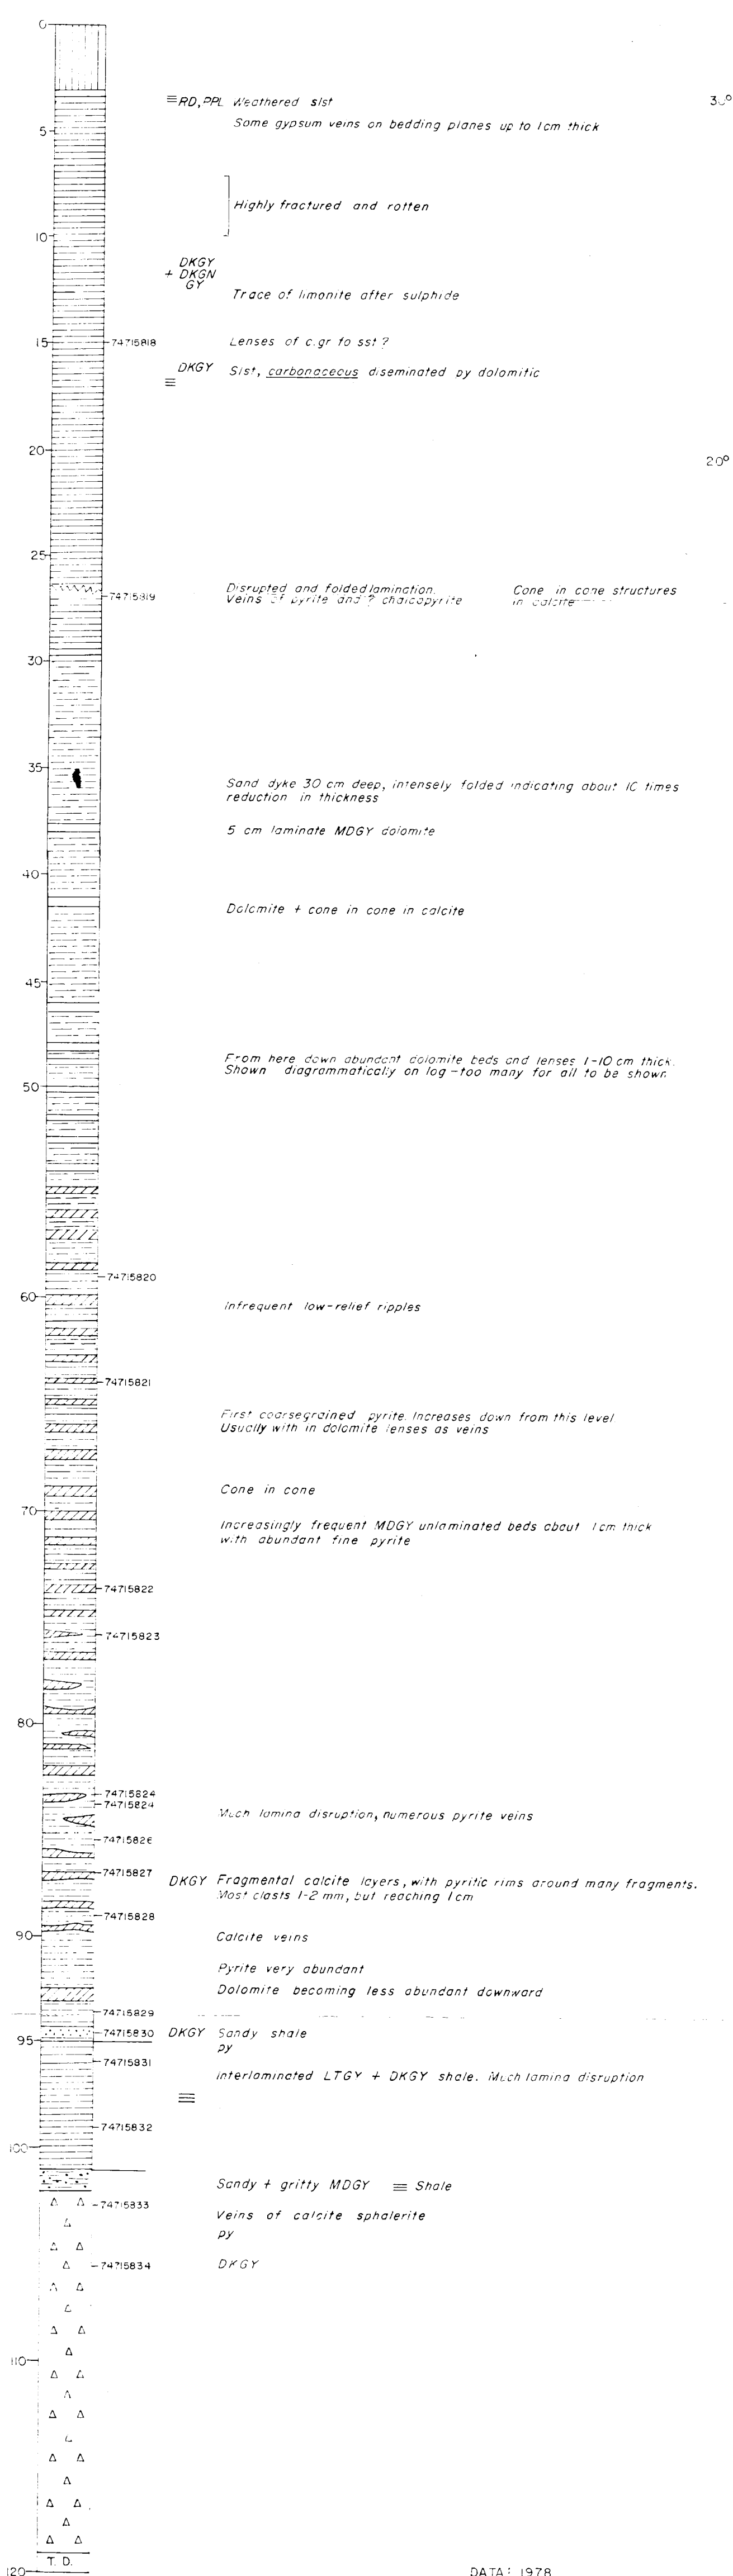 0
≡ RD, PPL Weathered slst
Some gypsum veins on bedding planes up to 1cm thick
5
Highly fractured and rotten
10
DKGY
+ DKGN
GY
Trace of limonite after sulphide
15
74715818
Lenses of c.gr fo sst ?
DKGY Slst, carbonaceous diseminated py dolomitic
≡
20
20°
25
Disrupted and folded lamination. Cone in cone structures
74715819
Veins of pyrite and ? chalcopyrite in calcite
30
35
Sand dyke 30 cm deep, intensely folded indicating about 10 times
reduction in thickness
5 cm laminate MDGY dolomite
40
Dolomite + cone in cone in calcite
45
From here down abundant dolomite beds and lenses 1-10 cm thick.
Shown diagrammatically on log - too many for all to be shown
50
74715820
60
Infrequent low-relief ripples
74715821
First coarsegrained pyrite. Increases down from this level.
Usually with in dolomite lenses as veins
Cone in cone
70
Increasingly frequent MDGY unlaminated beds about 1cm thick
with abundant fine pyrite
74715822
74715823
80
74715824
74715824
Much lamina disruption, numerous pyrite veins
74715826
74715827
DKGY Fragmental calcite layers, with pyritic rims around many fragments.
Most clasts 1-2 mm, but reaching 1cm
74715828
90
Calcite veins
Pyrite very abundant
Dolomite becoming less abundant downward
74715829
74715830 DKGY Sandy shale
95
py
74715831
Interlaminated LTGY + DKGY shale. Much lamina disruption
≡
74715832
100
Sandy + gritty MDGY ≡ Shale
74715833
Veins of calcite sphalerite
py
74715834
DKGY
110
T. D.
120
DATA: 1978